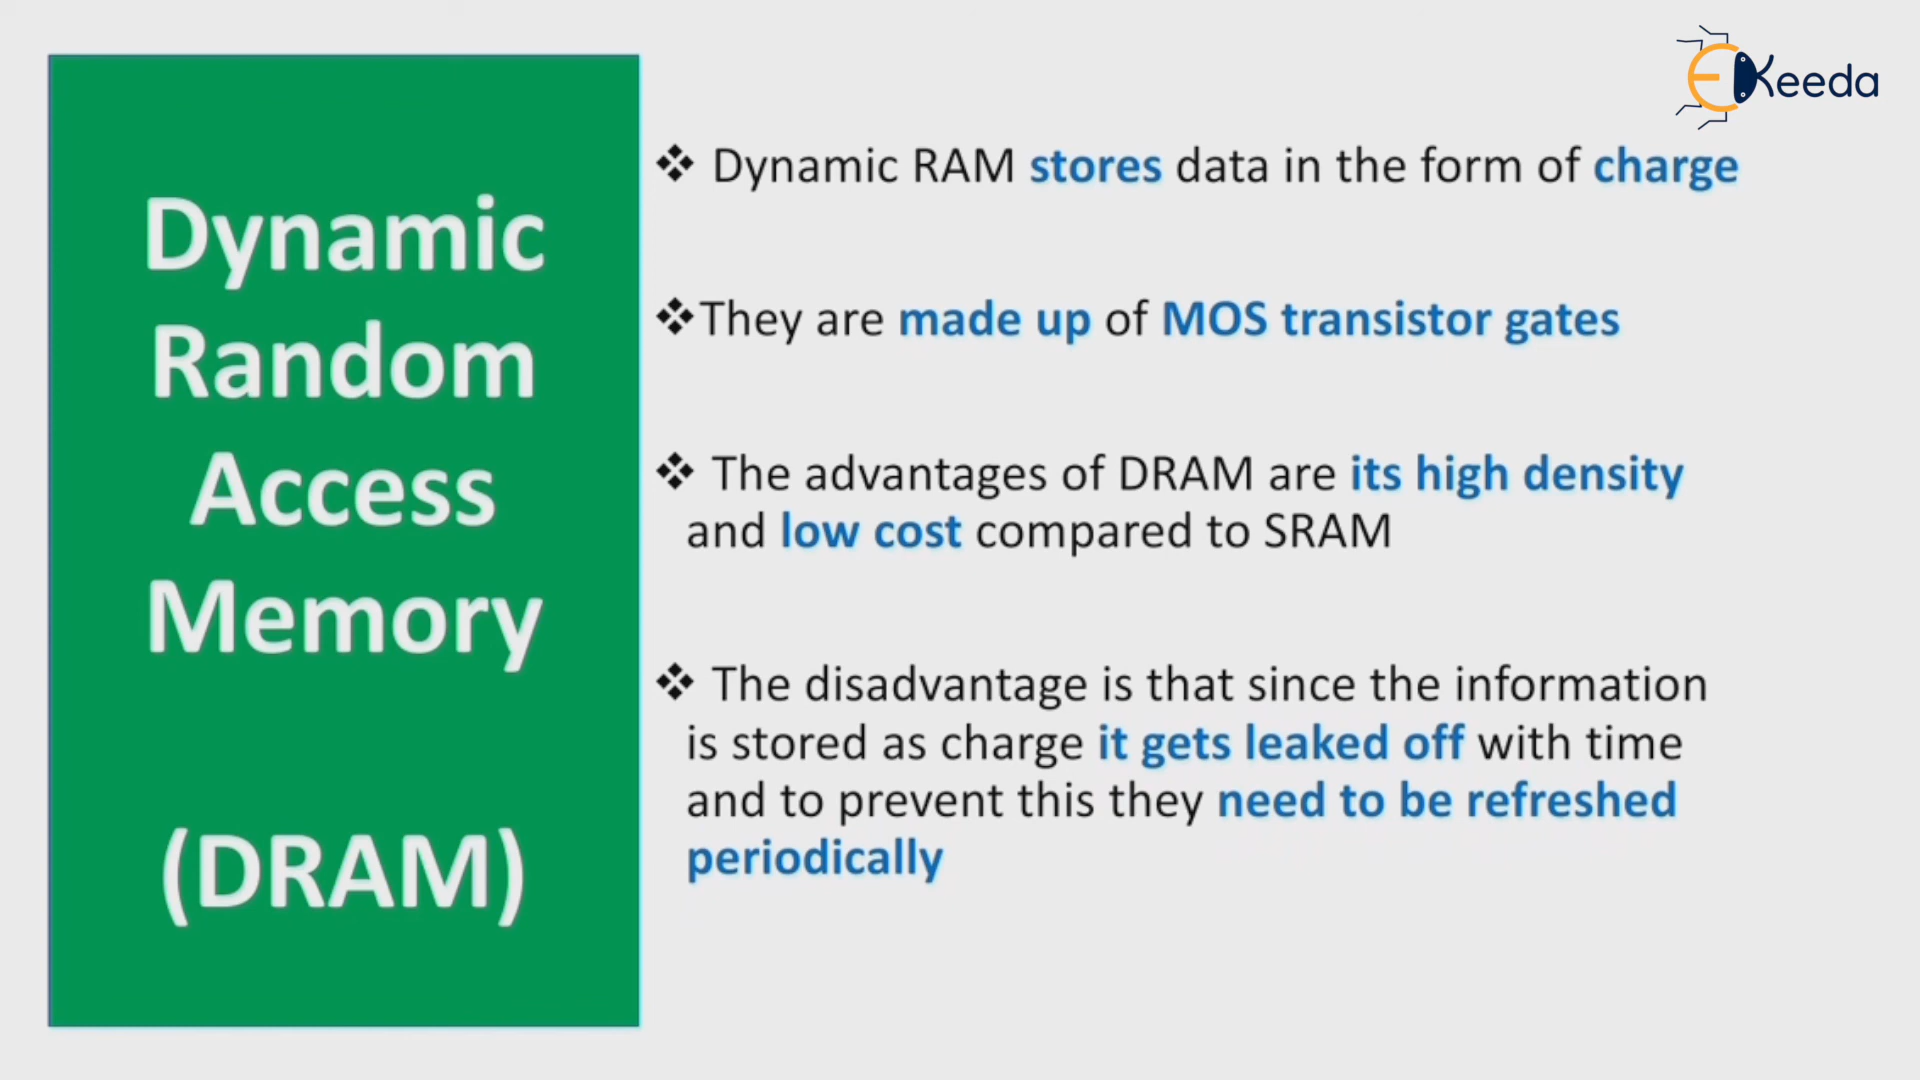 EKeeda
Dynamic
Random
Access
Memory
(DRAM)
❖ Dynamic RAM stores data in the form of charge
❖They are made up of MOS transistor gates
❖ The advantages of DRAM are its high density
and low cost compared to SRAM
❖ The disadvantage is that since the information
is stored as charge it gets leaked off with time
and to prevent this they need to be refreshed
periodically